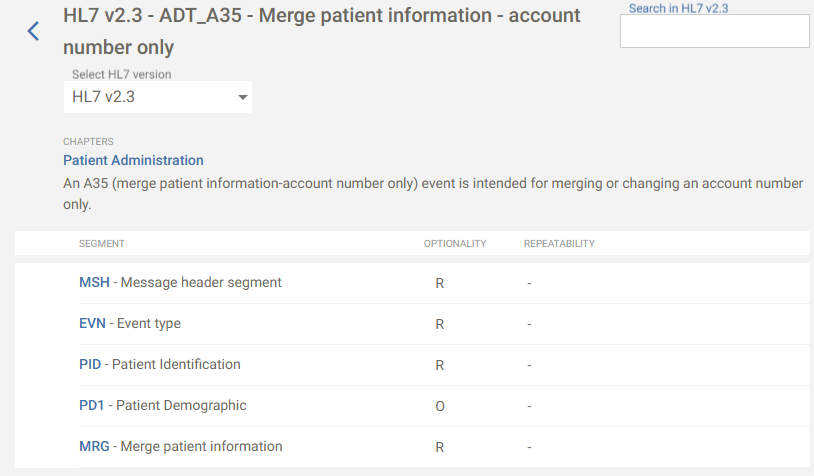 HL7 v2.3 - ADT_A35 - Merge patient information - account
number only
Search in HL7 v2.3
Select HL7 version
HL7 v2.3
CHAPTERS
Patient Administration
An A35 (merge patient information-account number only) event is intended for merging or changing an account number
only.
SEGMENT OPTIONALITY REPEATABILITY
MSH - Message header segment R -
EVN - Event type R -
PID - Patient Identification R -
PD1 - Patient Demographic O -
MRG - Merge patient information R -